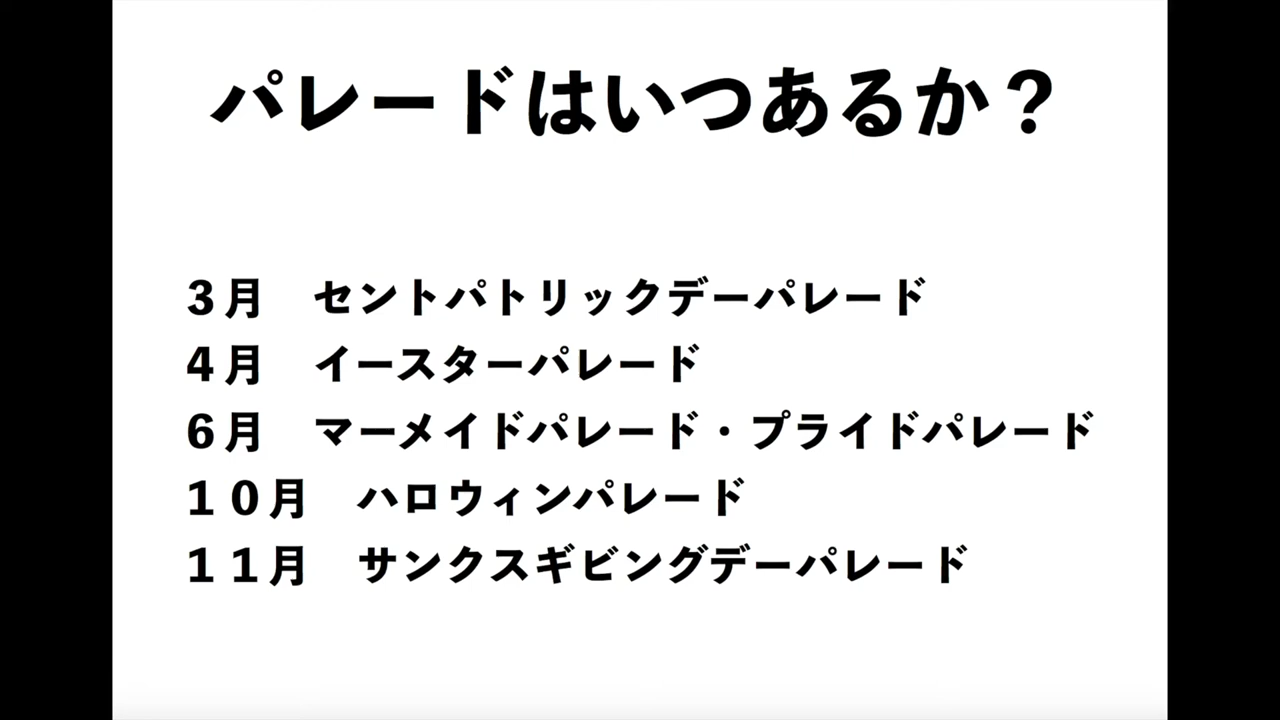 パレードはいつあるか？
３月　セントパトリックデーパレード
４月　イースターパレード
６月　マーメイドパレード・プライドパレード
１０月　ハロウィンパレード
１１月　サンクスギビングデーパレード